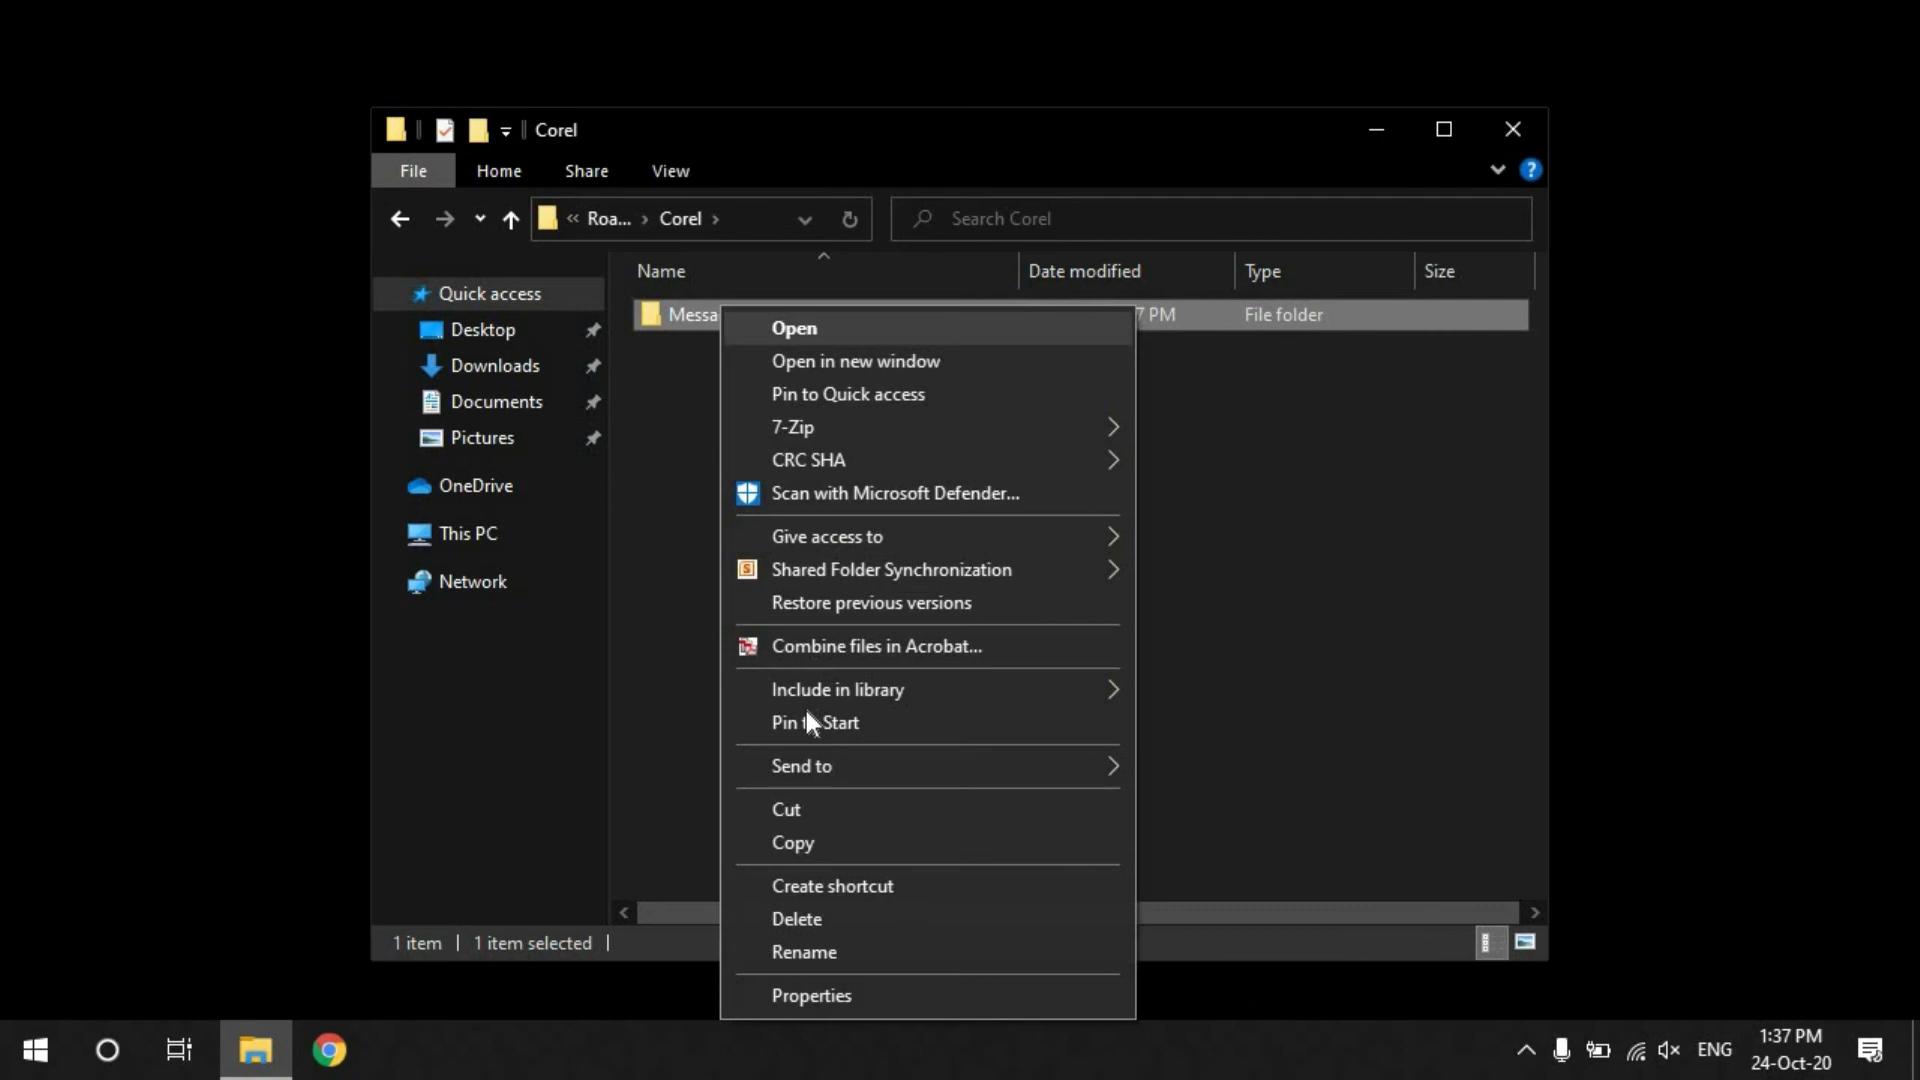 Corel
File Home Share View
Roa... Corel
Search Corel
Name Date modified Type Size
Quick access
Desktop
Downloads
Documents
Pictures
OneDrive
This PC
Network
Messa 7 PM File folder
Open
Open in new window
Pin to Quick access
7-Zip
CRC SHA
Scan with Microsoft Defender...
Give access to
Shared Folder Synchronization
Restore previous versions
Combine files in Acrobat...
Include in library
Pin t Start
Send to
Cut
Copy
Create shortcut
Delete
Rename
Properties
1 item 1 item selected
ENG
1:37 PM
24-Oct-20